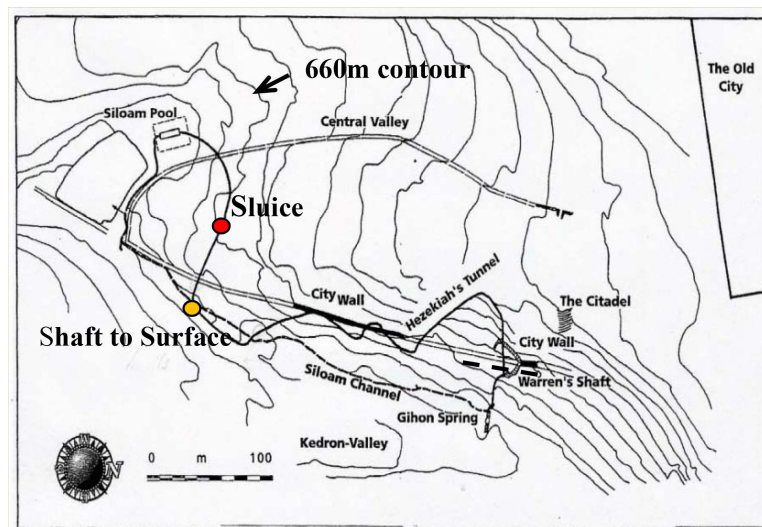 660m contour
The Old
City
Siloam Pool
Central Valley
Sluice
City Wall
Hezekiah's Tunnel
The Citadel
Shaft to Surface
City Wall
Siloam Channel
Warren's Shaft
Gihon Spring
Kedron-Valley
0 m 100
N